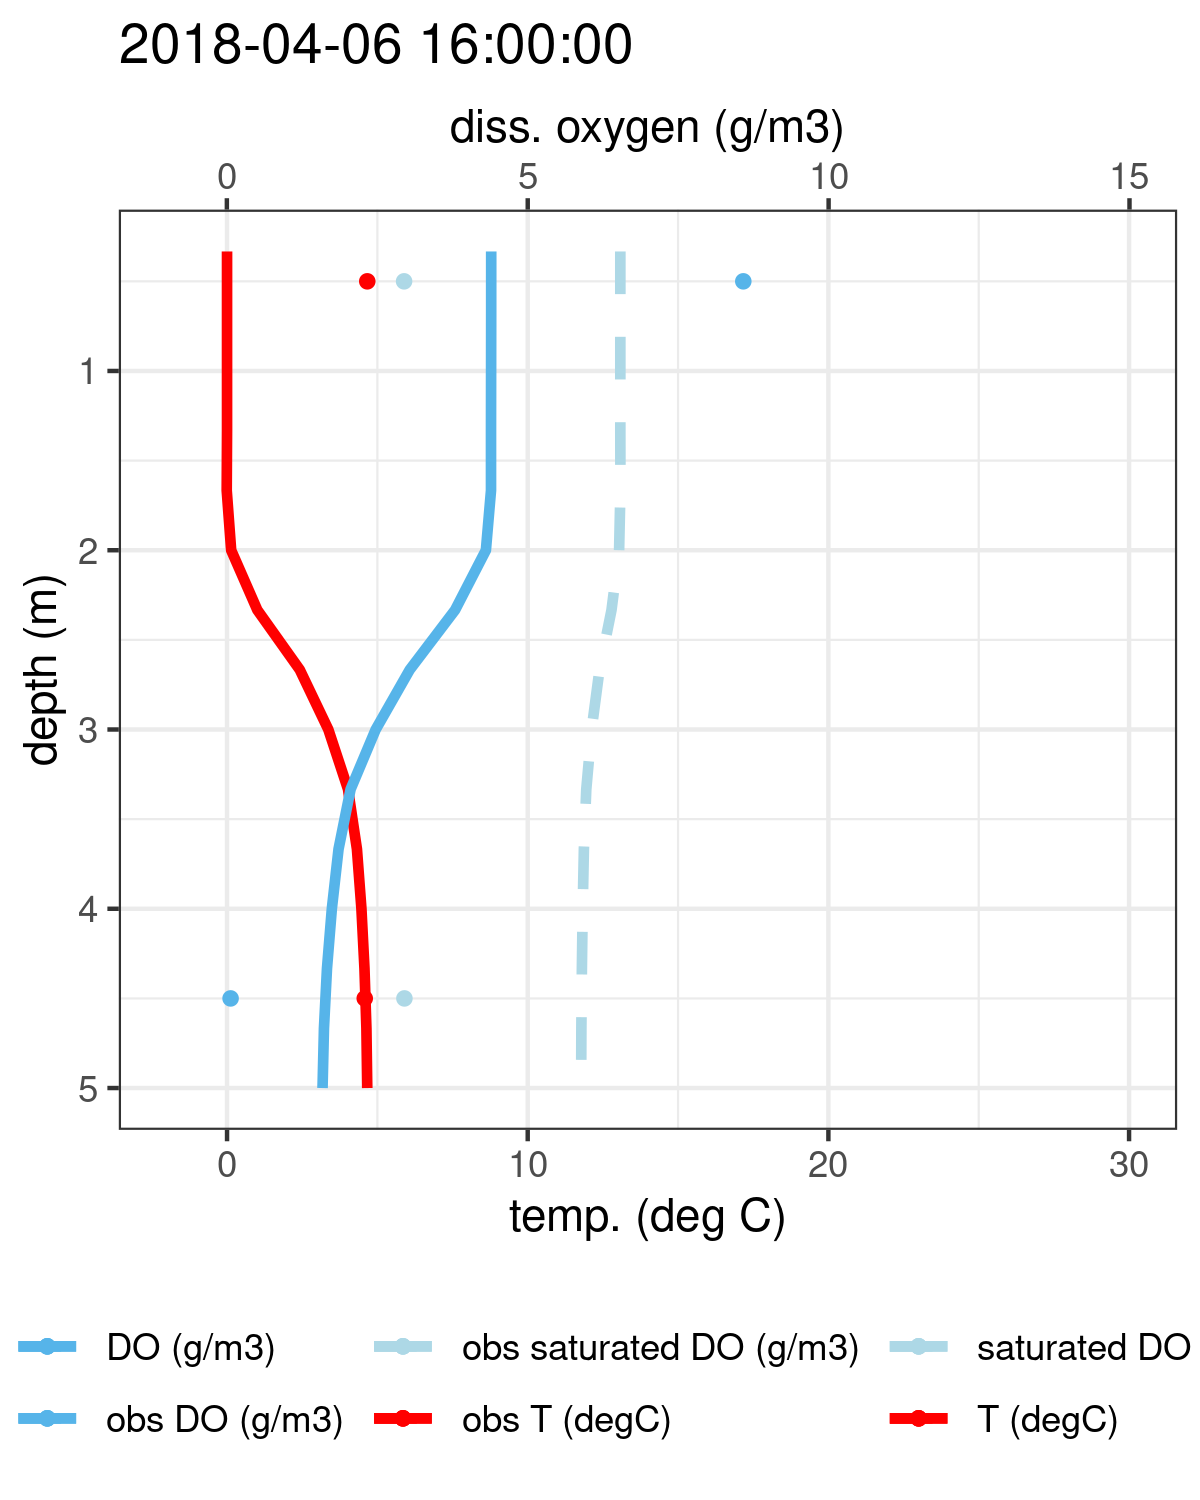 2018-04-06 16:00:00
diss. oxygen (g/m3)
0 5 10 15
depth (m)
1
2
3
4
5
0 10 20 30
temp. (deg C)
DO (g/m3) obs saturated DO (g/m3) saturated DO
obs DO (g/m3) obs T (degC) T (degC)